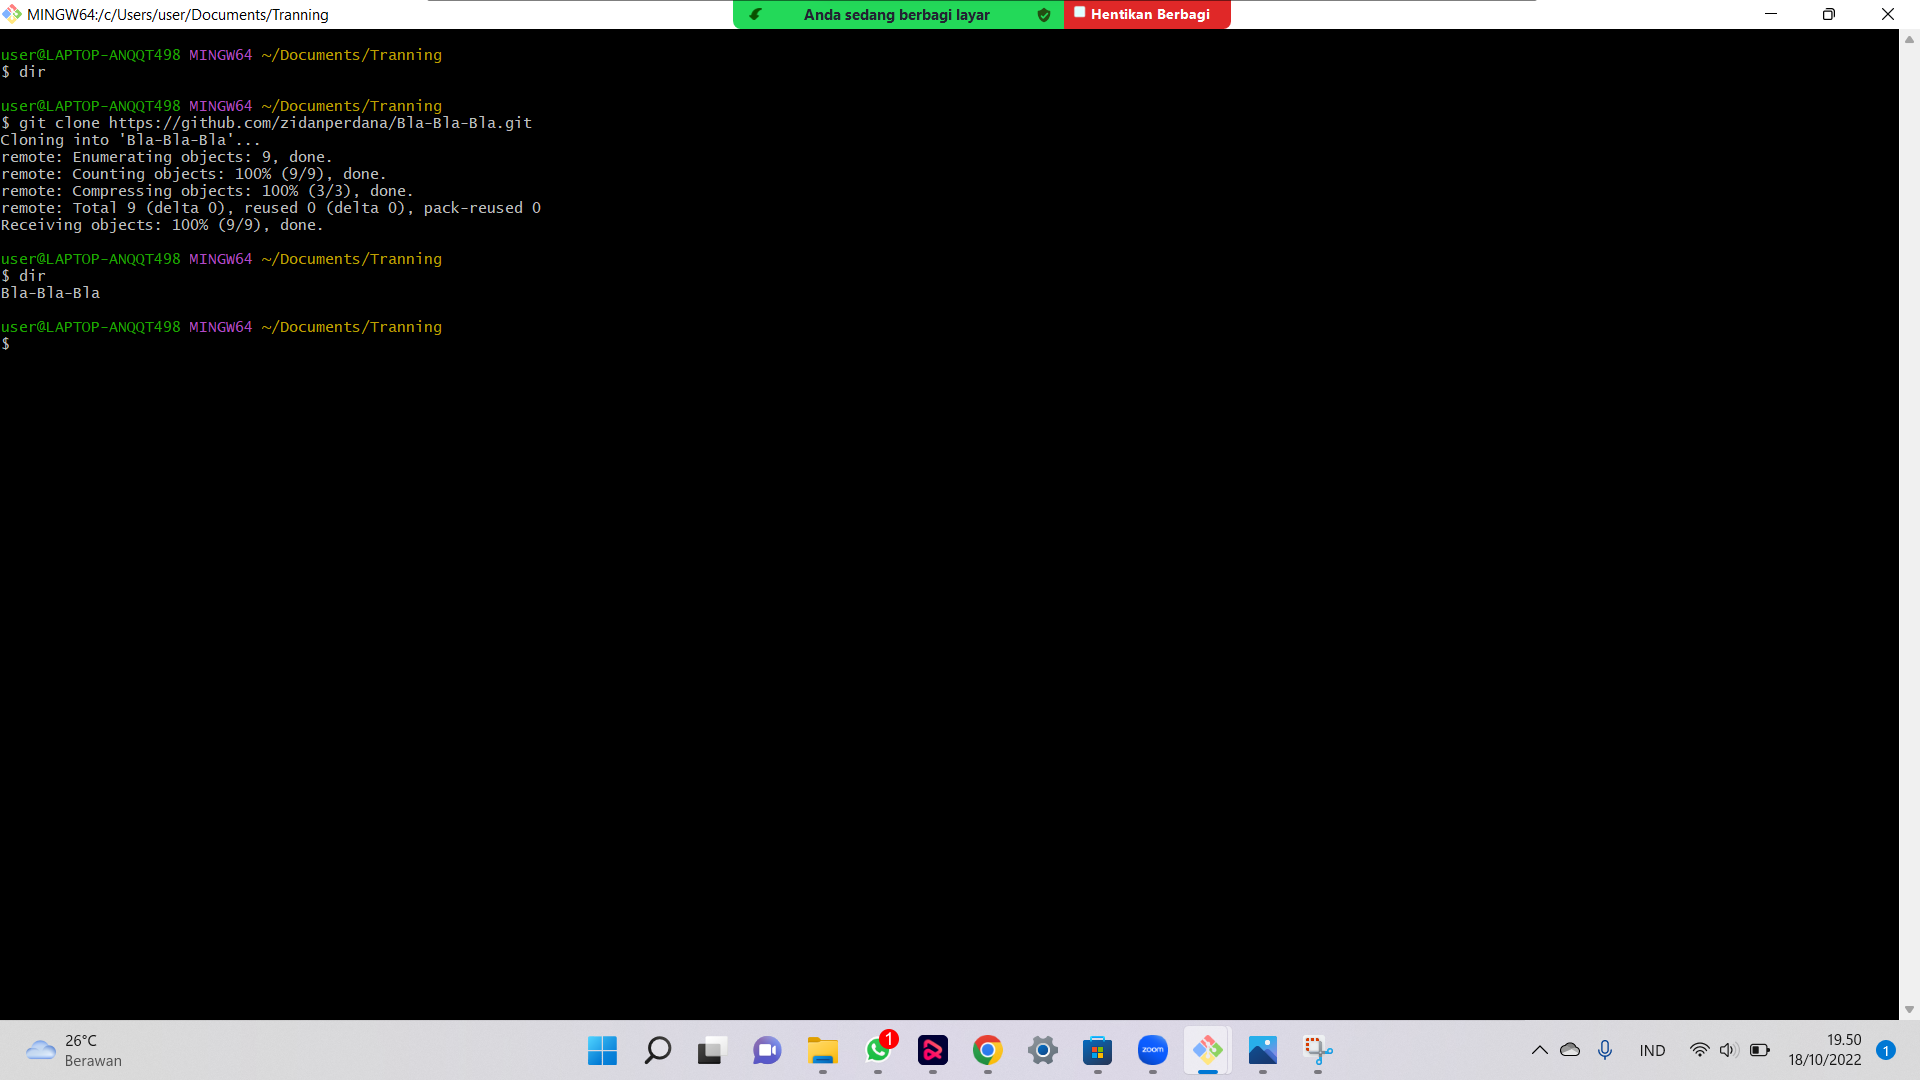 MINGW64:/c/Users/user/Documents/Tranning
Anda sedang berbagi layar
Hentikan Berbagi
user@LAPTOP-ANQQT498 MINGW64 ~/Documents/Tranning
$ dir
user@LAPTOP-ANQQT498 MINGW64 ~/Documents/Tranning
$ git clone https://github.com/zidanperdana/Bla-Bla-Bla.git
Cloning into 'Bla-Bla-Bla'...
remote: Enumerating objects: 9, done.
remote: Counting objects: 100% (9/9), done.
remote: Compressing objects: 100% (3/3), done.
remote: Total 9 (delta 0), reused 0 (delta 0), pack-reused 0
Receiving objects: 100% (9/9), done.
user@LAPTOP-ANQQT498 MINGW64 ~/Documents/Tranning
$ dir
Bla-Bla-Bla
user@LAPTOP-ANQQT498 MINGW64 ~/Documents/Tranning
$
26°C
Berawan
1
zoom
IND
19.50
18/10/2022
1